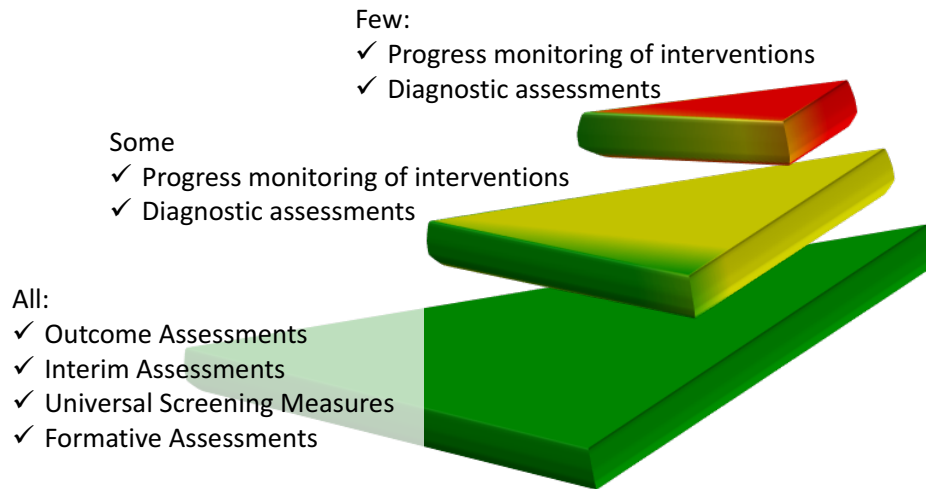 Few:
✓ Progress monitoring of interventions
✓ Diagnostic assessments
Some
✓ Progress monitoring of interventions
✓ Diagnostic assessments
All:
✓ Outcome Assessments
✓ Interim Assessments
✓ Universal Screening Measures
✓ Formative Assessments